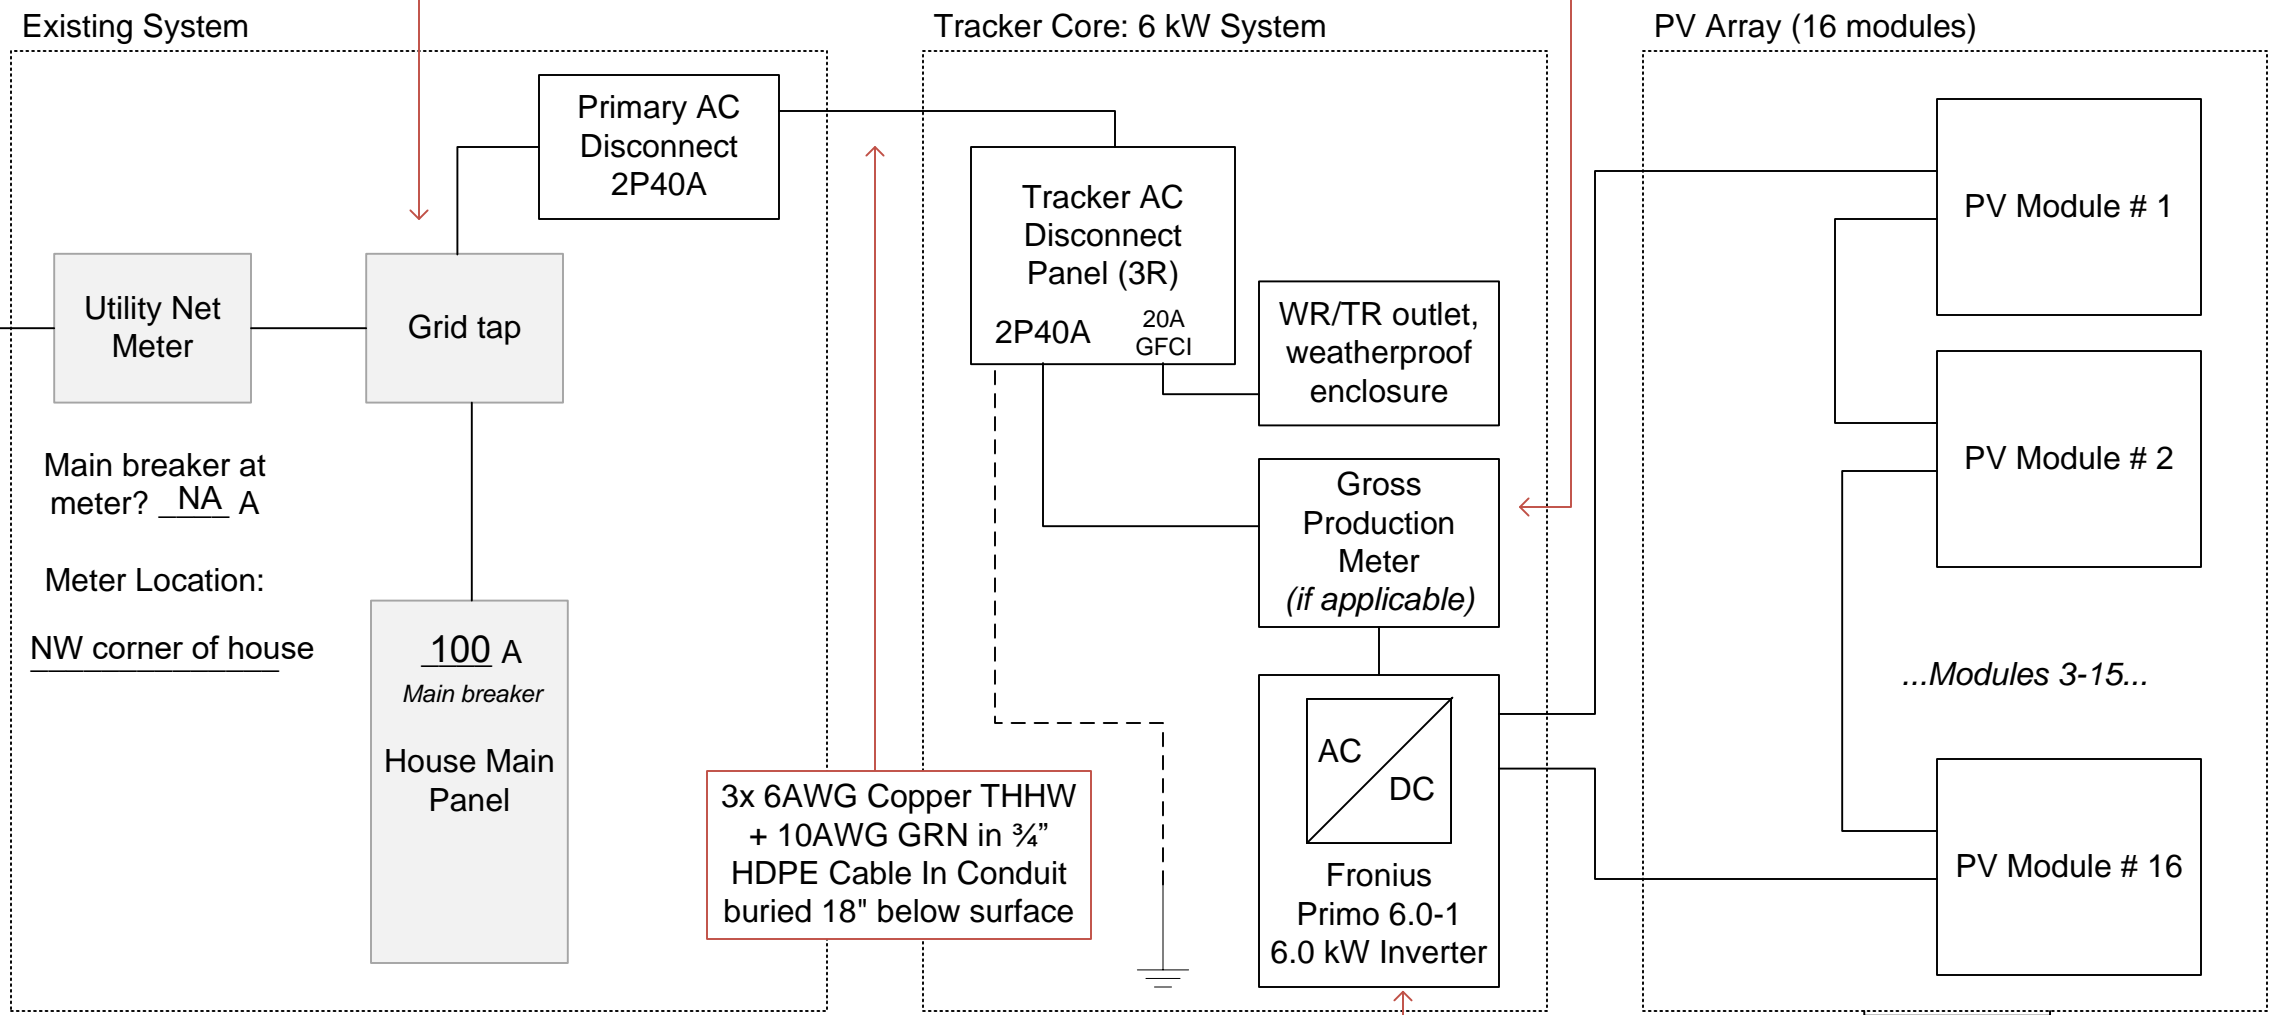 Existing System
Tracker Core: 6 kW System
PV Array (16 modules)
Primary AC
Disconnect
2P40A
Utility Net
Meter
Grid tap
Main breaker at
meter? NA A
Meter Location:
NW corner of house
100 A
Main breaker
House Main
Panel
3x 6AWG Copper THHW
+ 10AWG GRN in ¾”
HDPE Cable In Conduit
buried 18" below surface
Tracker AC
Disconnect
Panel (3R)
2P40A
20A
GFCI
WR/TR outlet,
weatherproof
enclosure
Gross
Production
Meter
(if applicable)
AC
DC
Fronius
Primo 6.0-1
6.0 kW Inverter
PV Module # 1
PV Module # 2
...Modules 3-15...
PV Module # 16